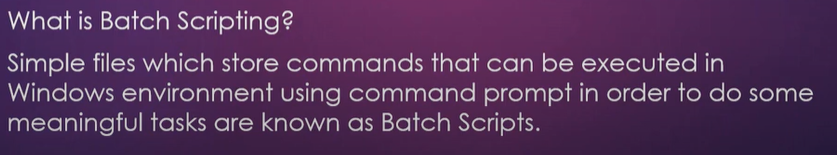 What is Batch Scripting?
Simple files which store commands that can be executed in
Windows environment using command prompt in order to do some
meaningful tasks are known as Batch Scripts.